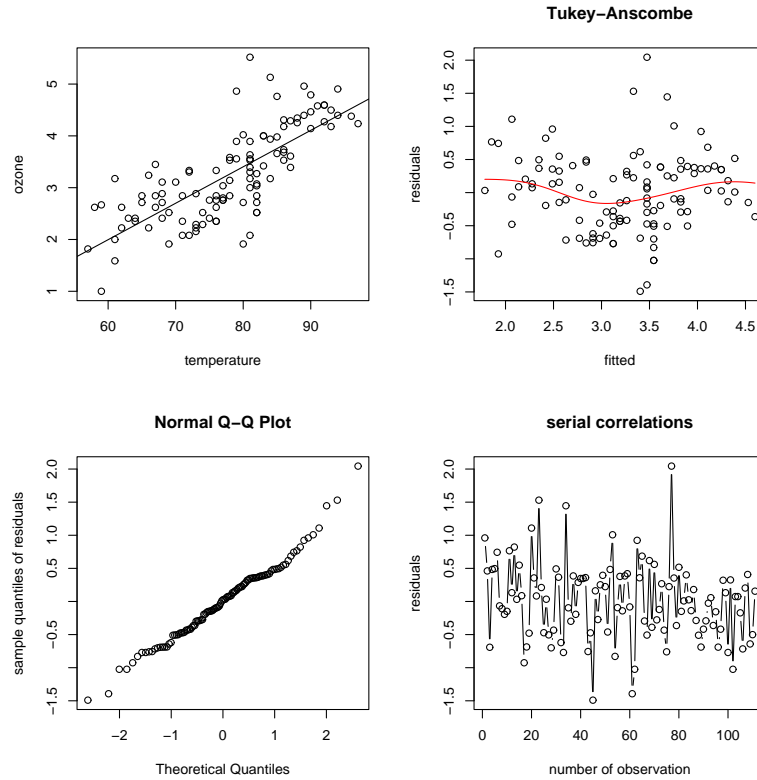 Tukey−Anscombe
ozone
1 2 3 4 5
60 70 80 90
temperature
residuals
−1.5 −0.5 0.5 1.0 1.5 2.0
2.0 2.5 3.0 3.5 4.0 4.5
fitted
Normal Q−Q Plot
sample quantiles of residuals
−1.5 −0.5 0.5 1.0 1.5 2.0
−2 −1 0 1 2
Theoretical Quantiles
serial correlations
residuals
−1.5 −0.5 0.5 1.0 1.5 2.0
0 20 40 60 80 100
number of observation